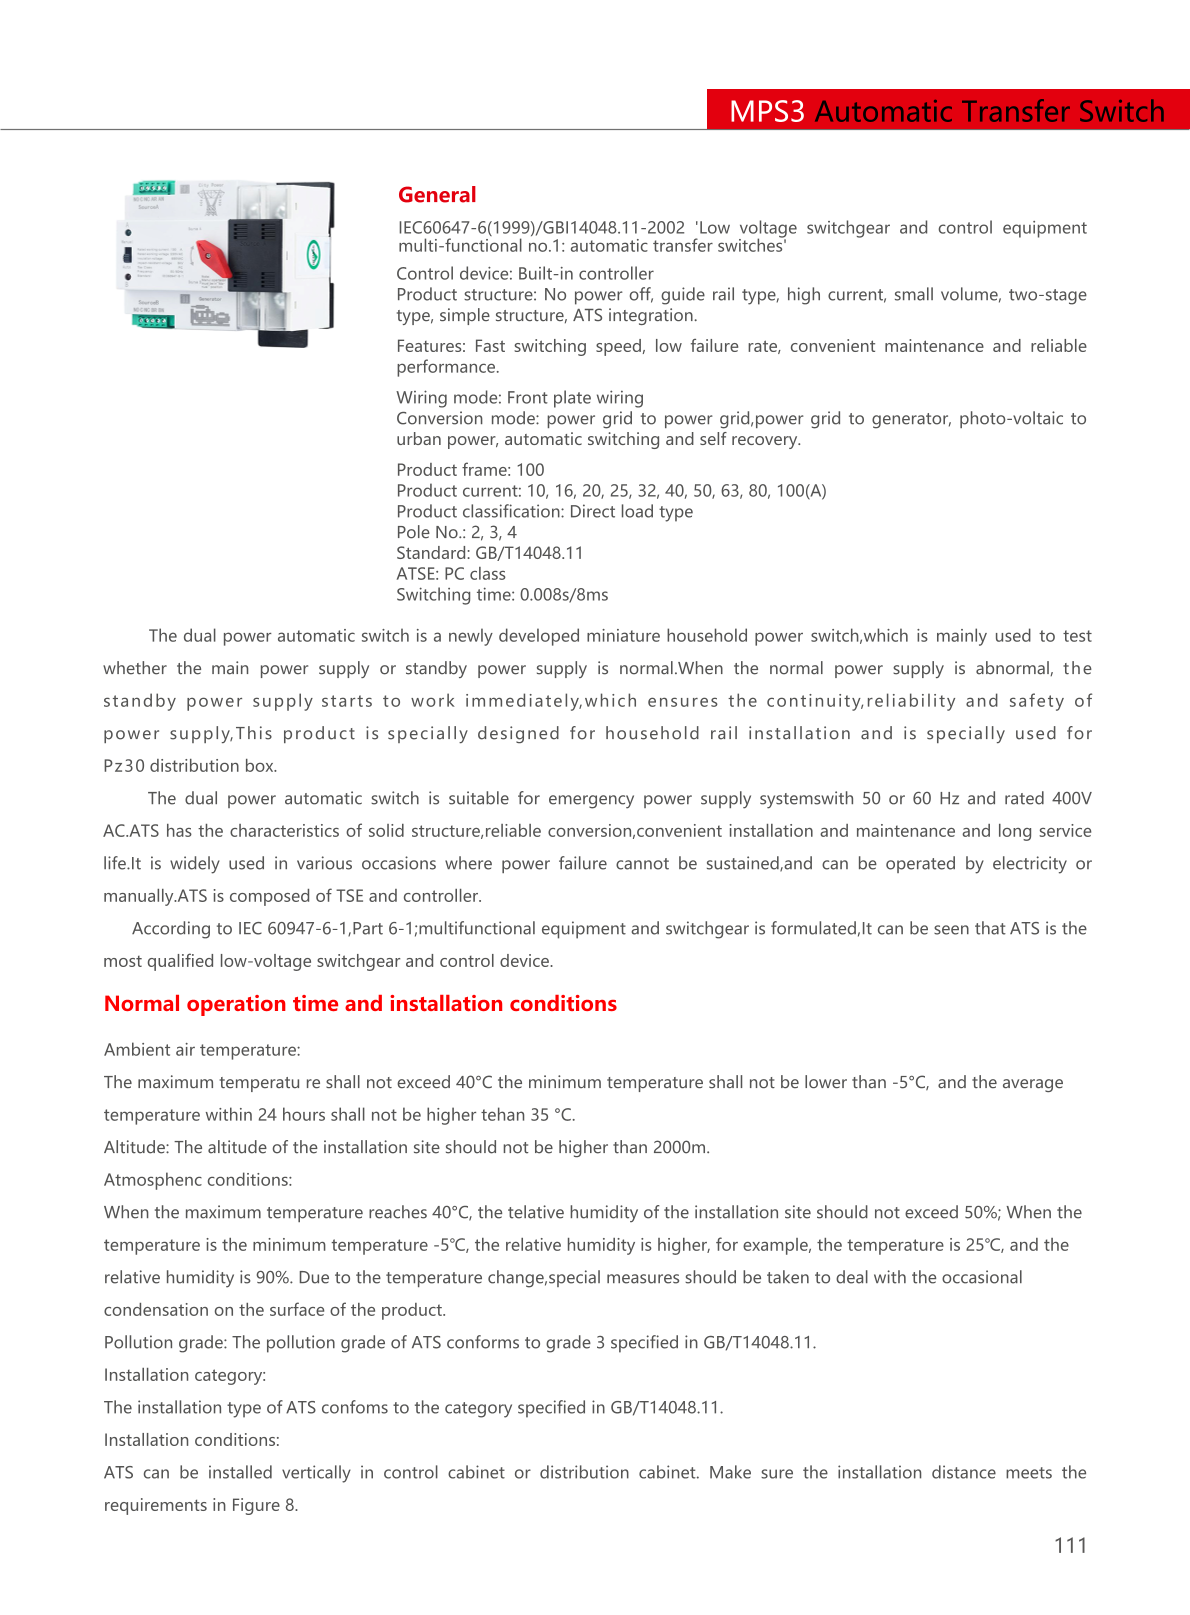 MPS3 Automatic Transfer Switch
City Power
SourceA
Generator
SourceB
General
IEC60647-6(1999)/GBI14048.11-2002 'Low voltage switchgear and control equipment
multi-functional no.1: automatic transfer switches'
Control device: Built-in controller
Product structure: No power off, guide rail type, high current, small volume, two-stage
type, simple structure, ATS integration.
Features: Fast switching speed, low failure rate, convenient maintenance and reliable
performance.
Wiring mode: Front plate wiring
Conversion mode: power grid to power grid,power grid to generator, photo-voltaic to
urban power, automatic switching and self recovery.
Product frame: 100
Product current: 10, 16, 20, 25, 32, 40, 50, 63, 80, 100(A)
Product classification: Direct load type
Pole No.: 2, 3, 4
Standard: GB/T14048.11
ATSE: PC class
Switching time: 0.008s/8ms
The dual power automatic switch is a newly developed miniature household power switch,which is mainly used to test
whether the main power supply or standby power supply is normal.When the normal power supply is abnormal, the
standby power supply starts to work immediately,which ensures the continuity,reliability and safety of
power supply,This product is specially designed for household rail installation and is specially used for
Pz30 distribution box.
The dual power automatic switch is suitable for emergency power supply systemswith 50 or 60 Hz and rated 400V
AC.ATS has the characteristics of solid structure,reliable conversion,convenient installation and maintenance and long service
life.It is widely used in various occasions where power failure cannot be sustained,and can be operated by electricity or
manually.ATS is composed of TSE and controller.
According to IEC 60947-6-1,Part 6-1;multifunctional equipment and switchgear is formulated,It can be seen that ATS is the
most qualified low-voltage switchgear and control device.
Normal operation time and installation conditions
Ambient air temperature:
The maximum temperatu re shall not exceed 40°C the minimum temperature shall not be lower than -5°C, and the average
temperature within 24 hours shall not be higher tehan 35 °C.
Altitude: The altitude of the installation site should not be higher than 2000m.
Atmosphenc conditions:
When the maximum temperature reaches 40°C, the telative humidity of the installation site should not exceed 50%; When the
temperature is the minimum temperature -5℃, the relative humidity is higher, for example, the temperature is 25℃, and the
relative humidity is 90%. Due to the temperature change,special measures should be taken to deal with the occasional
condensation on the surface of the product.
Pollution grade: The pollution grade of ATS conforms to grade 3 specified in GB/T14048.11.
Installation category:
The installation type of ATS confoms to the category specified in GB/T14048.11.
Installation conditions:
ATS can be installed vertically in control cabinet or distribution cabinet. Make sure the installation distance meets the
requirements in Figure 8.
111